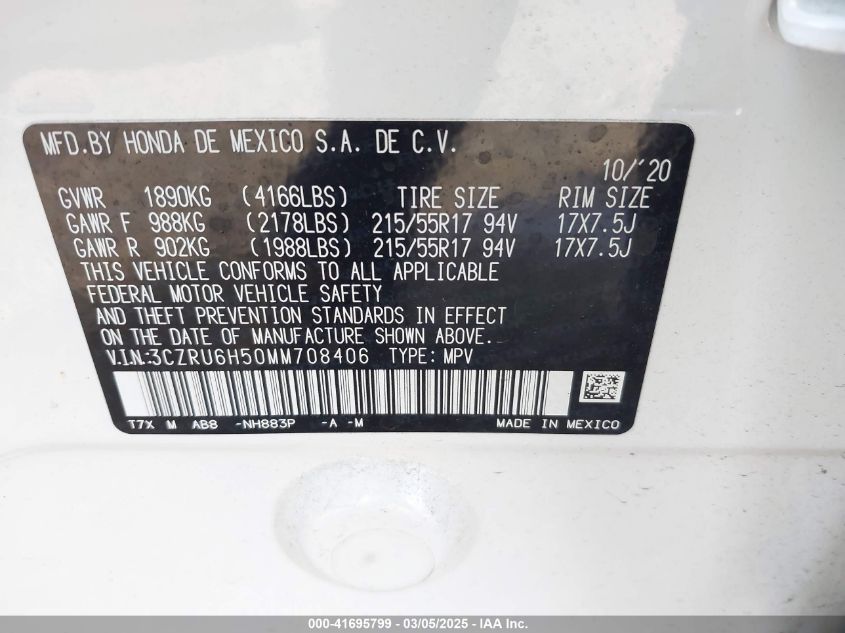 MFD.BY HONDA DE MEXICO S.A. DE C.V.
10/'20
GVWR 1890KG (4166LBS) TIRE SIZE RIM SIZE
GAWR F 988KG (2178LBS) 215/55R17 94V 17X7.5J
GAWR R 902KG (1988LBS) 215/55R17 94V 17X7.5J
THIS VEHICLE CONFORMS TO ALL APPLICABLE
FEDERAL MOTOR VEHICLE SAFETY
AND THEFT PREVENTION STANDARDS IN EFFECT
ON THE DATE OF MANUFACTURE SHOWN ABOVE.
V.I.N:3CZRU6H50MM708406 TYPE: MPV
T7X M AB8 -NH883P -A -M MADE IN MEXICO
000-41695799 - 03/05/2025 - IAA Inc.